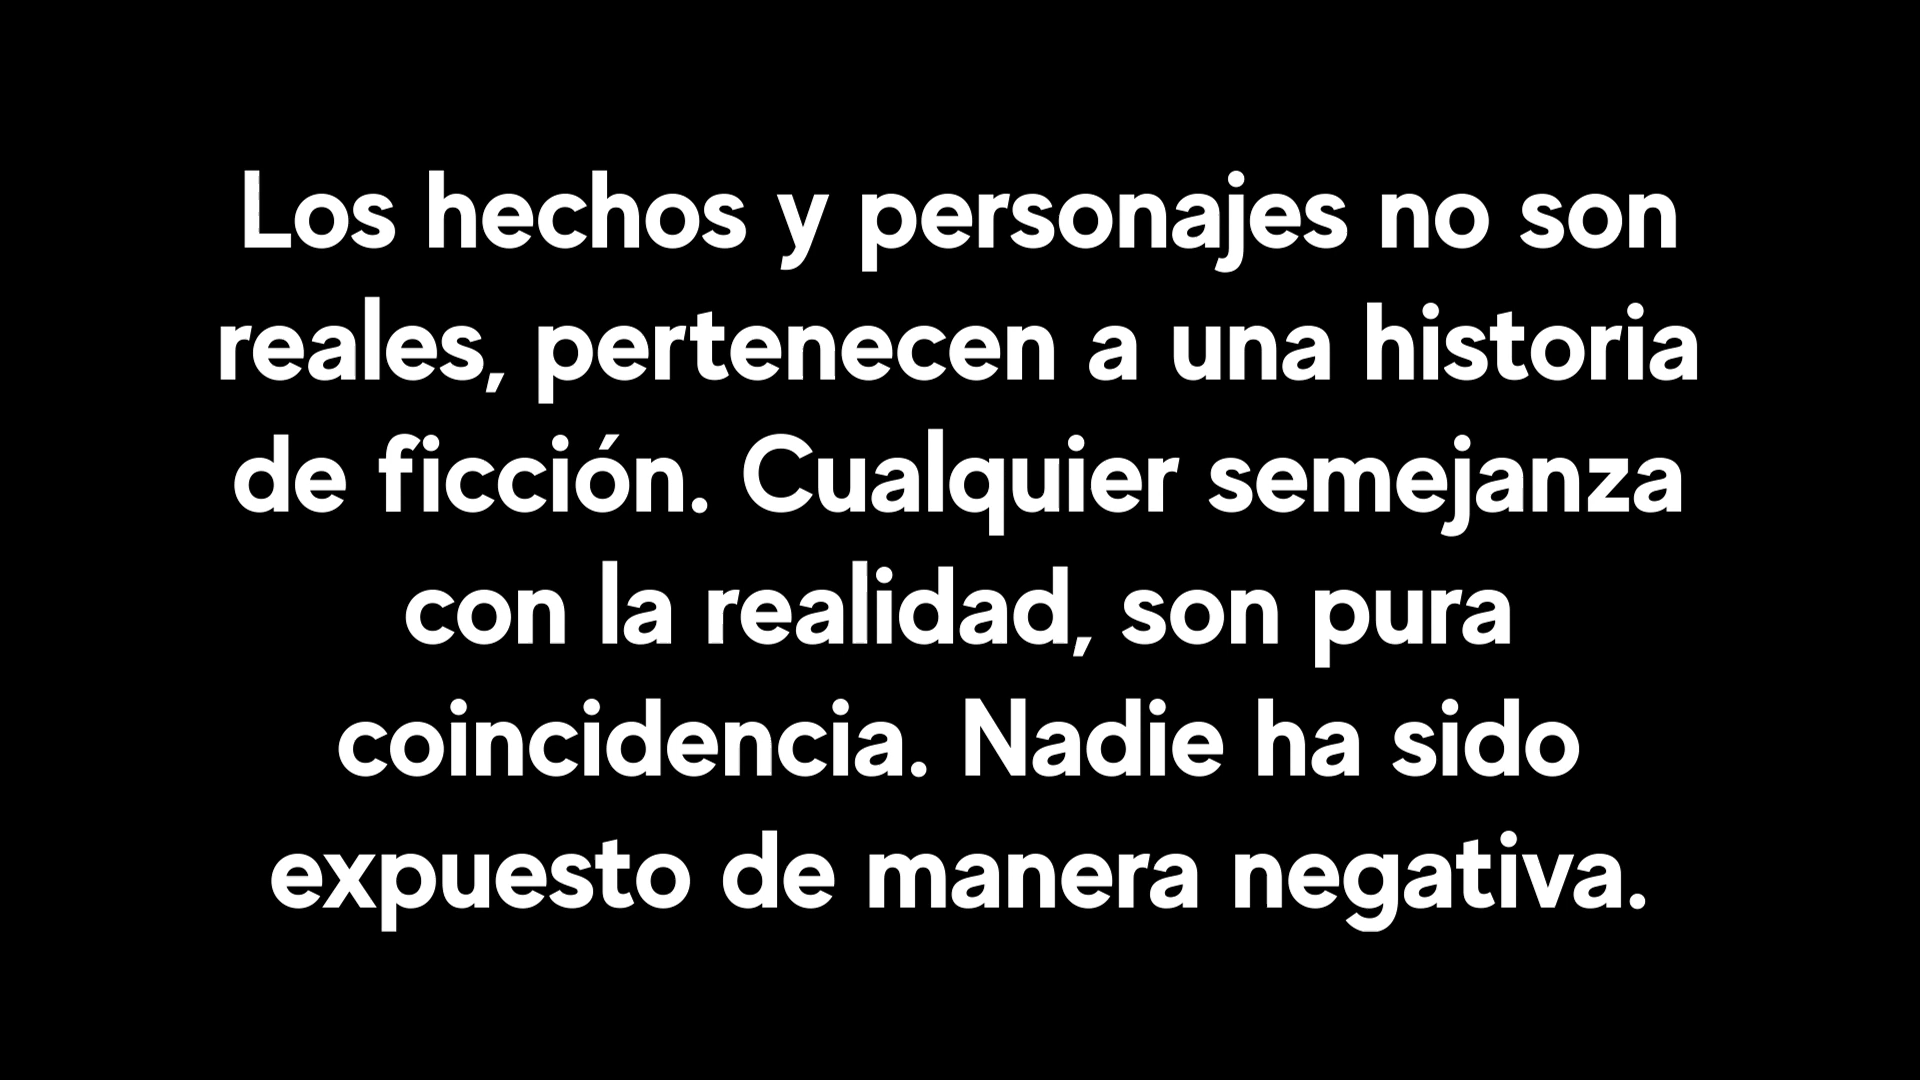 Los hechos y personajes no son
reales, pertenecen a una historia
de ficción. Cualquier semejanza
con la realidad, son pura
coincidencia. Nadie ha sido
expuesto de manera negativa.